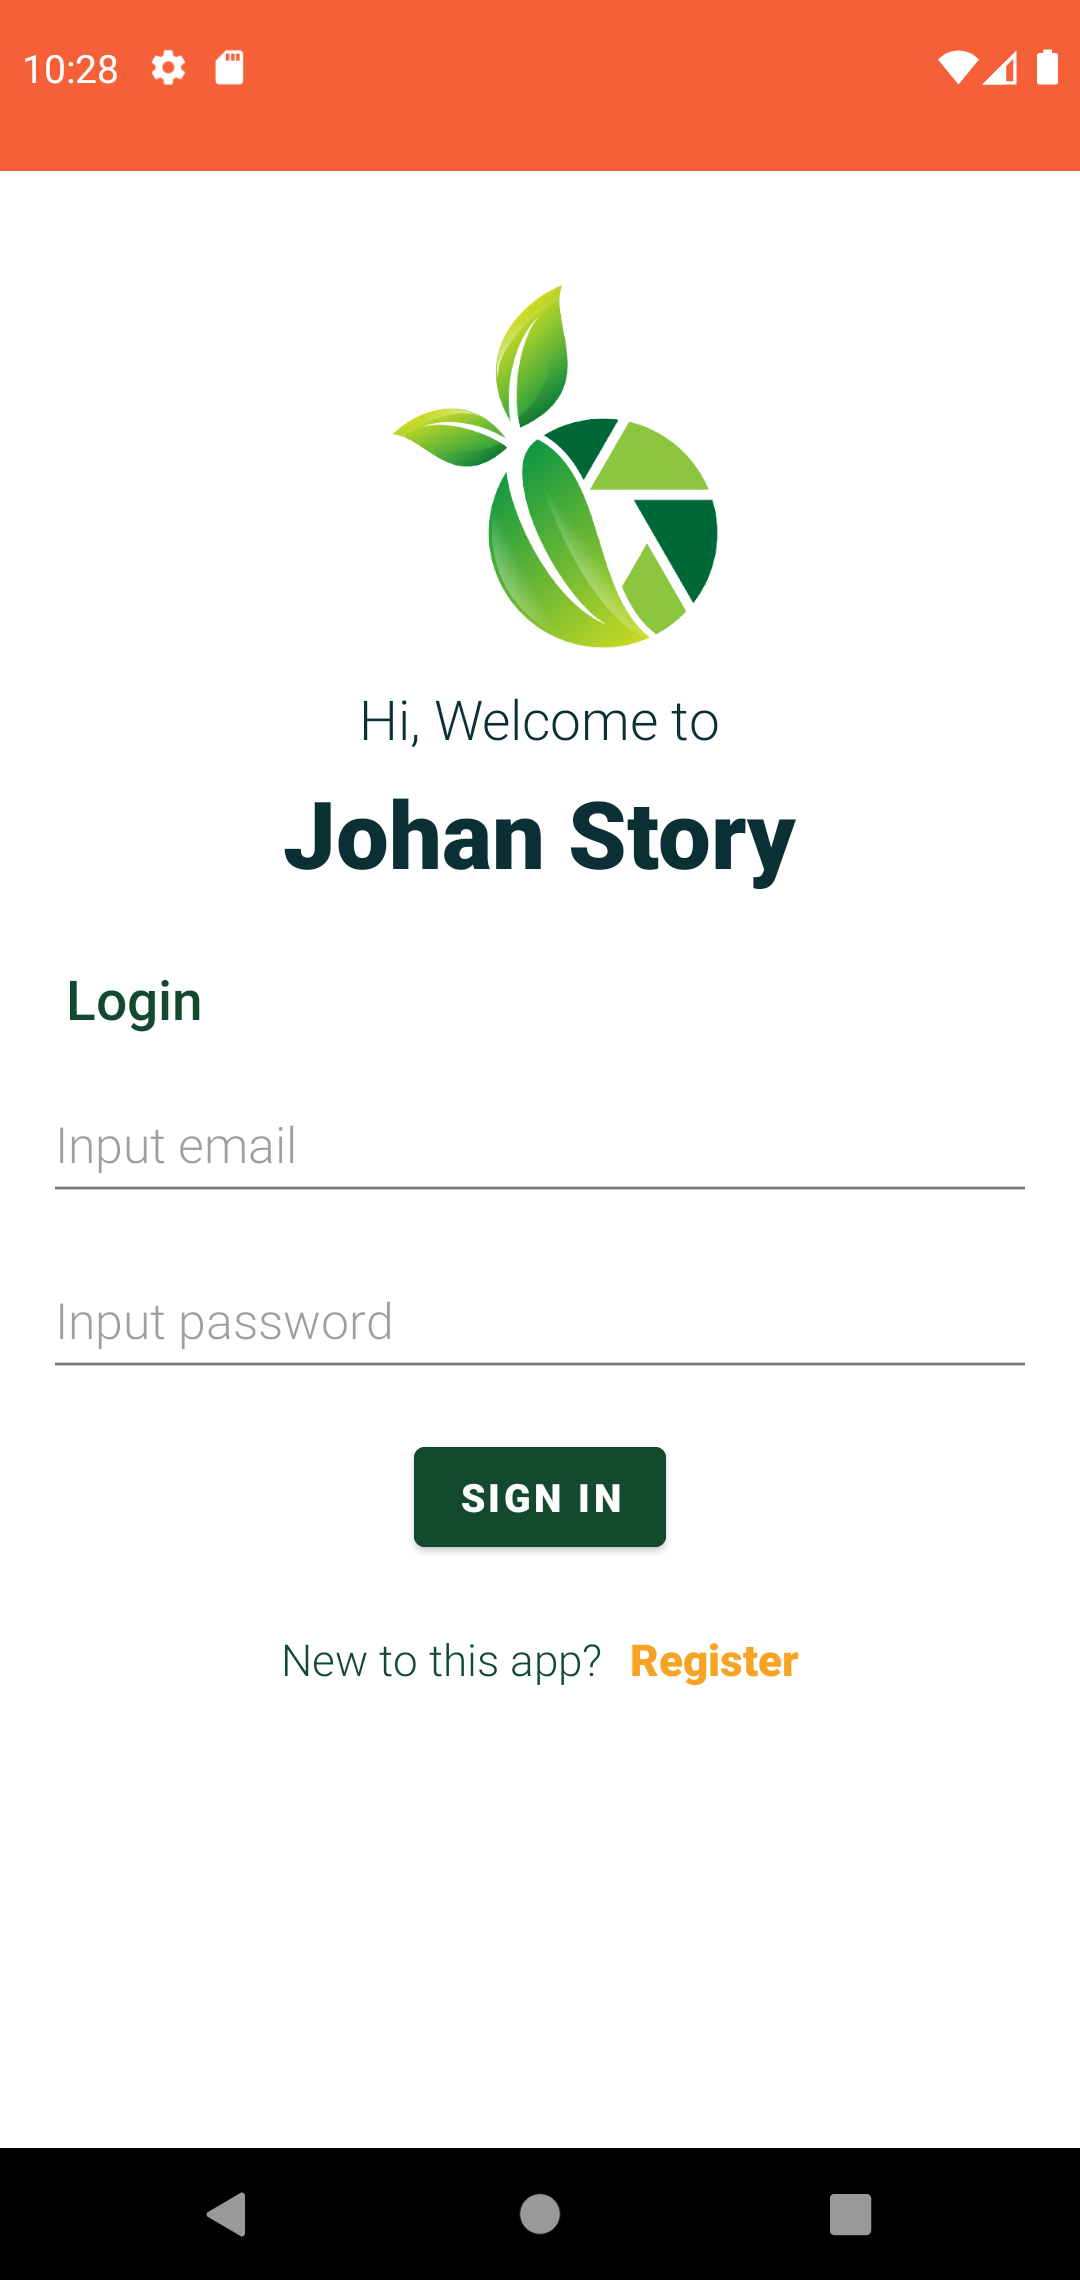 10:28
Hi, Welcome to
Johan Story
Login
Input email
Input password
SIGN IN
New to this app? Register